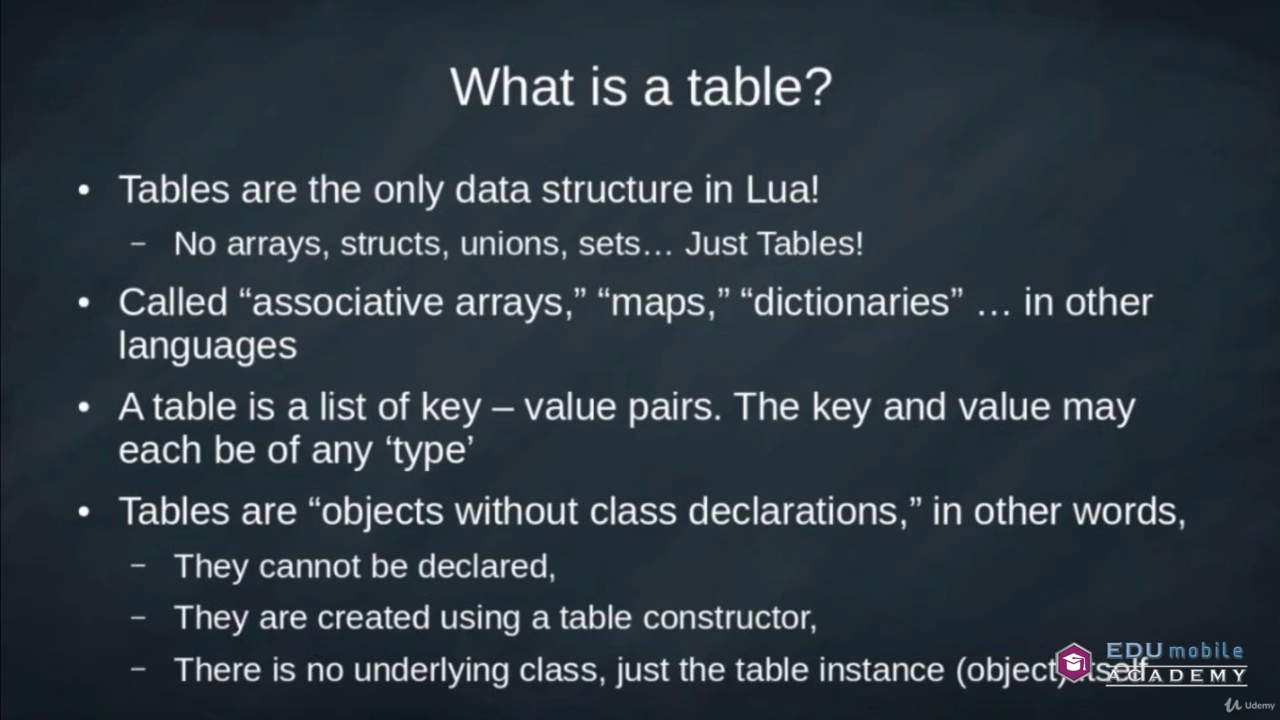 What is a table?
• Tables are the only data structure in Lua!
– No arrays, structs, unions, sets… Just Tables!
• Called “associative arrays,” “maps,” “dictionaries” … in other
languages
• A table is a list of key – value pairs. The key and value may
each be of any ‘type’
• Tables are “objects without class declarations,” in other words,
– They cannot be declared,
– They are created using a table constructor,
– There is no underlying class, just the table instance (object) itself
EDUmobile
ACADEMY
Udemy